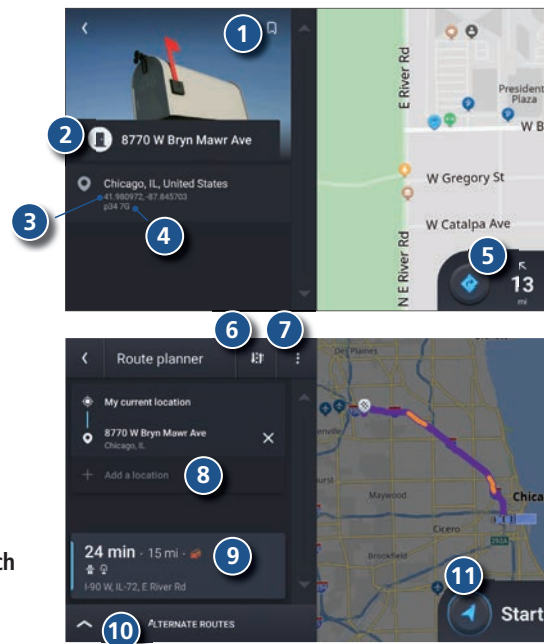 1
E River Rd
President
Plaza
2
8770 W Bryn Mawr Ave
W B
Chicago, IL, United States
41.980972,-87.845703
p34 7G
3
4
W Gregory St
W Catalpa Ave
N E River Rd
5
13
mi
6
7
Route planner
Des Plaines
My current location
8770 W Bryn Mawr Ave
Chicago, IL
Add a location
8
Maywood
Chica
Cicero
24 min · 15 mi ·
9
Brookfield
I-90 W, IL-72, E River Rd
11
Start
10
ALTERNATE ROUTES
ch